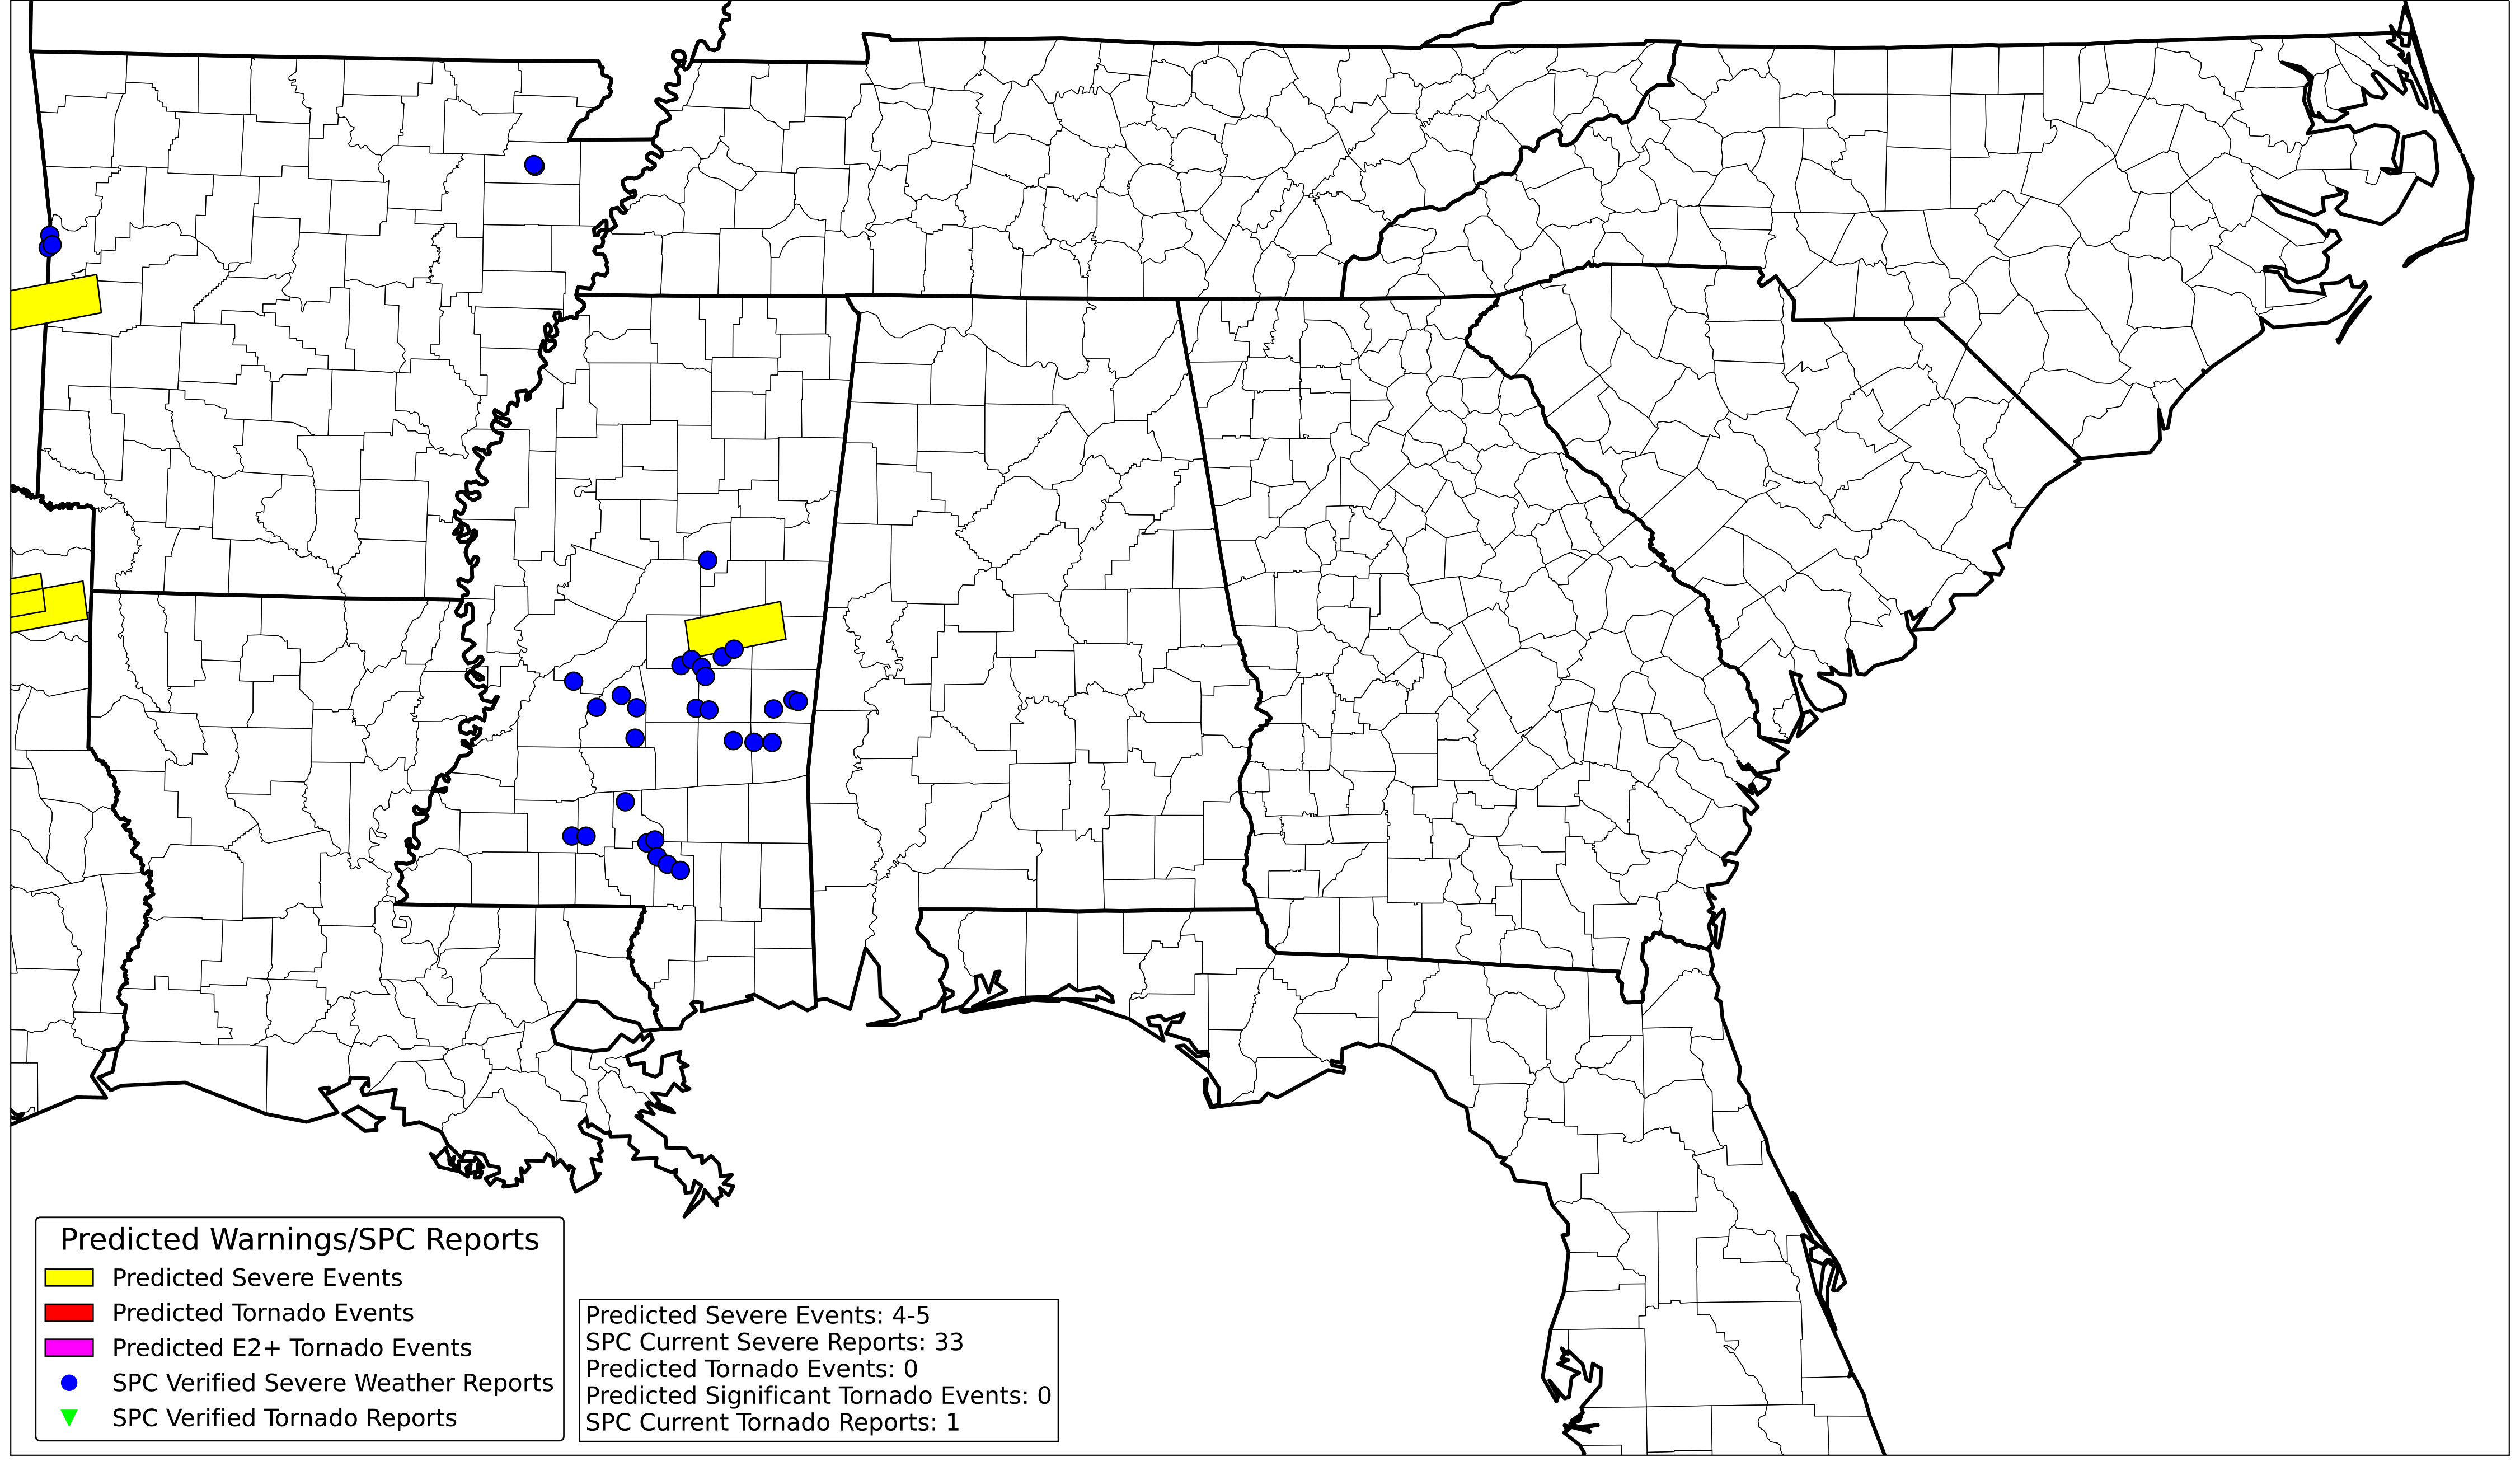 Predicted Warnings/SPC Reports
Predicted Severe Events
Predicted Tornado Events
Predicted E2+ Tornado Events
SPC Verified Severe Weather Reports
SPC Verified Tornado Reports
Predicted Severe Events: 4-5
SPC Current Severe Reports: 33
Predicted Tornado Events: 0
Predicted Significant Tornado Events: 0
SPC Current Tornado Reports: 1